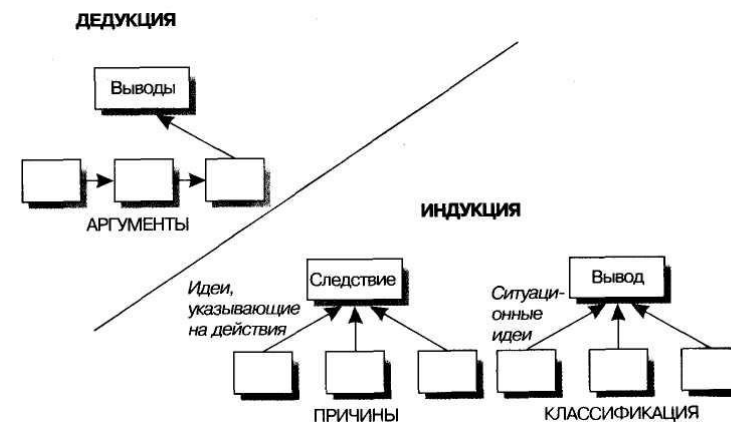 ДЕДУКЦИЯ
Выводы
АРГУМЕНТЫ
ИНДУКЦИЯ
Идеи,
указывающие
на действия
Следствие
ПРИЧИНЫ
Ситуаци-
онные
идеи
Вывод
КЛАССИФИКАЦИЯ